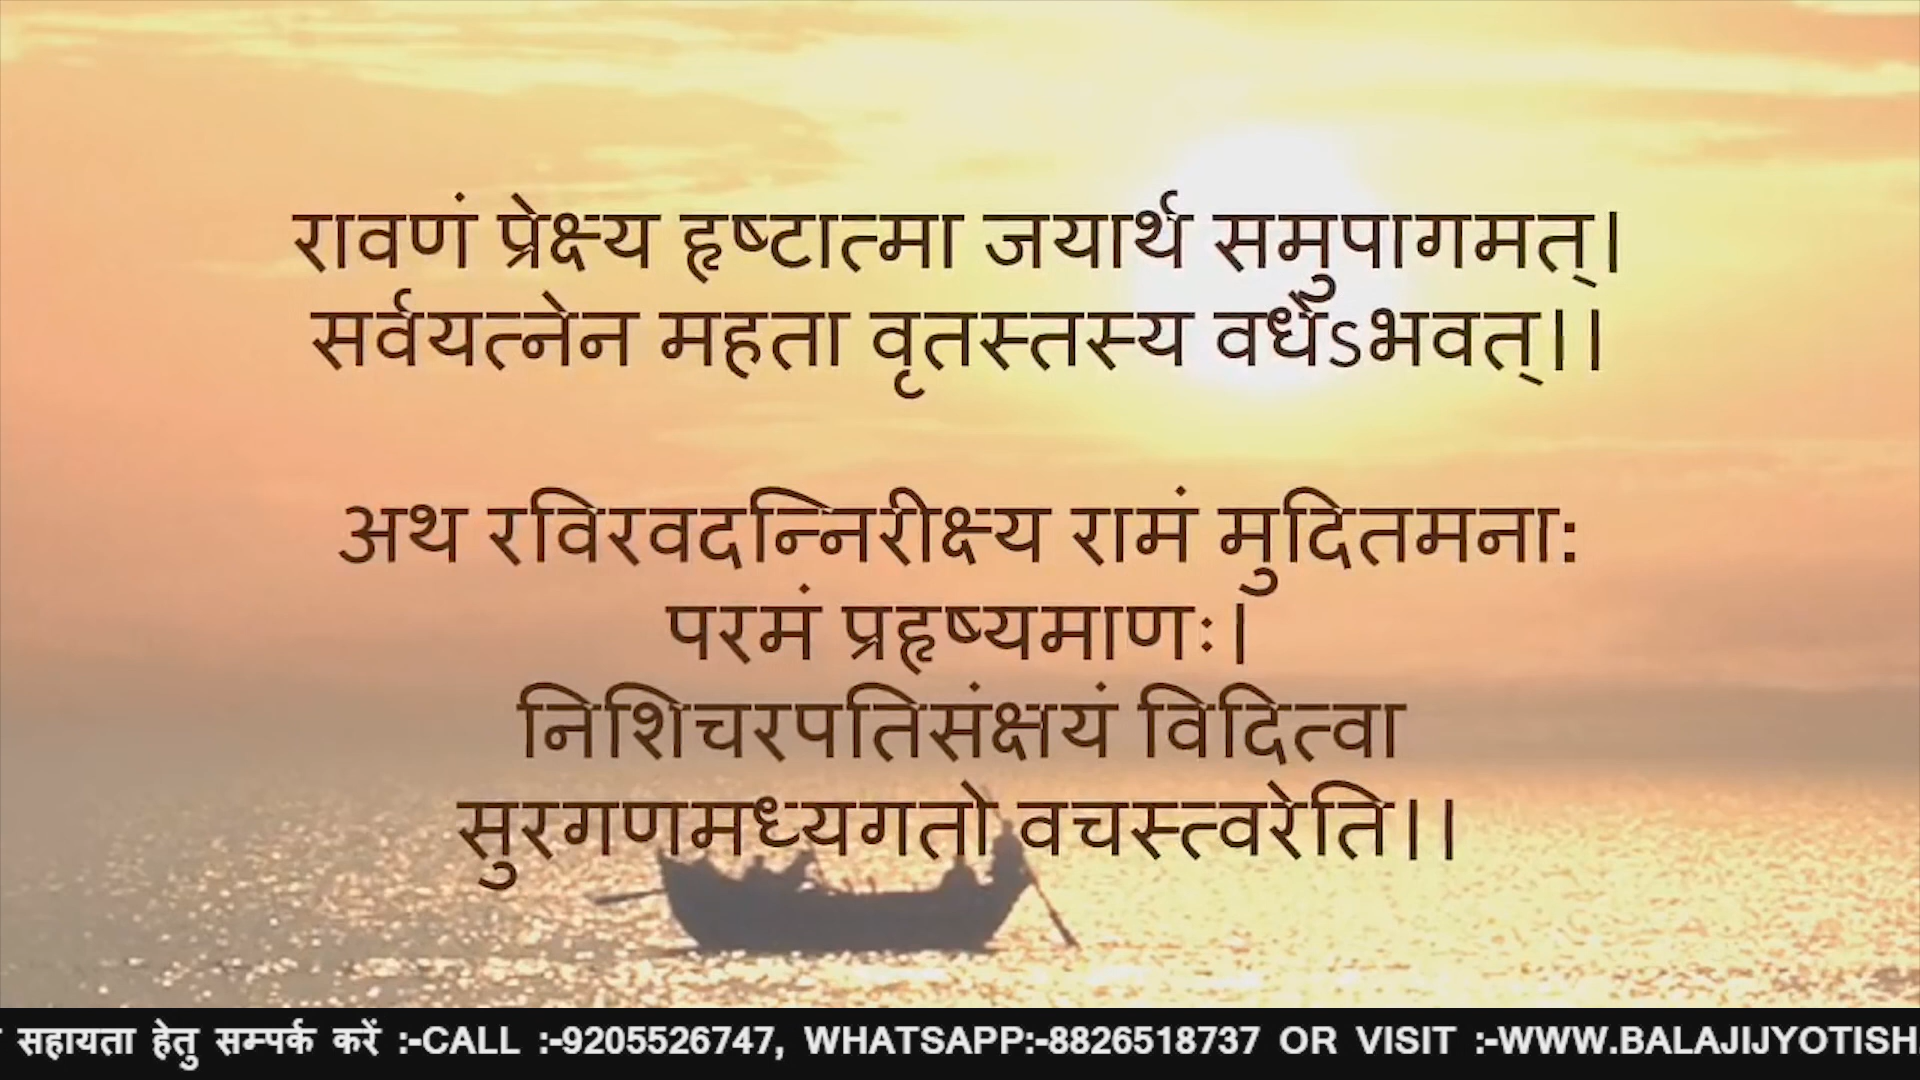 रावणं प्रेक्ष्य हृष्टात्मा जयार्थ समुपागमत्।
सर्वयत्नेन महता वृतस्तस्य वर्धेऽभवत्।।
अथ रविरवदन्निरीक्ष्य रामं मुदितमना:
परमं प्रहृष्यमाणः।
निशिचरपतिसंक्षयं विदित्वा
सुरगणमध्यगतो वचस्त्वरेति।।
सहायता हेतु सम्पर्क करें :-CALL :-9205526747, WHATSAPP:-8826518737 OR VISIT :-WWW.BALAJIJYOTISH